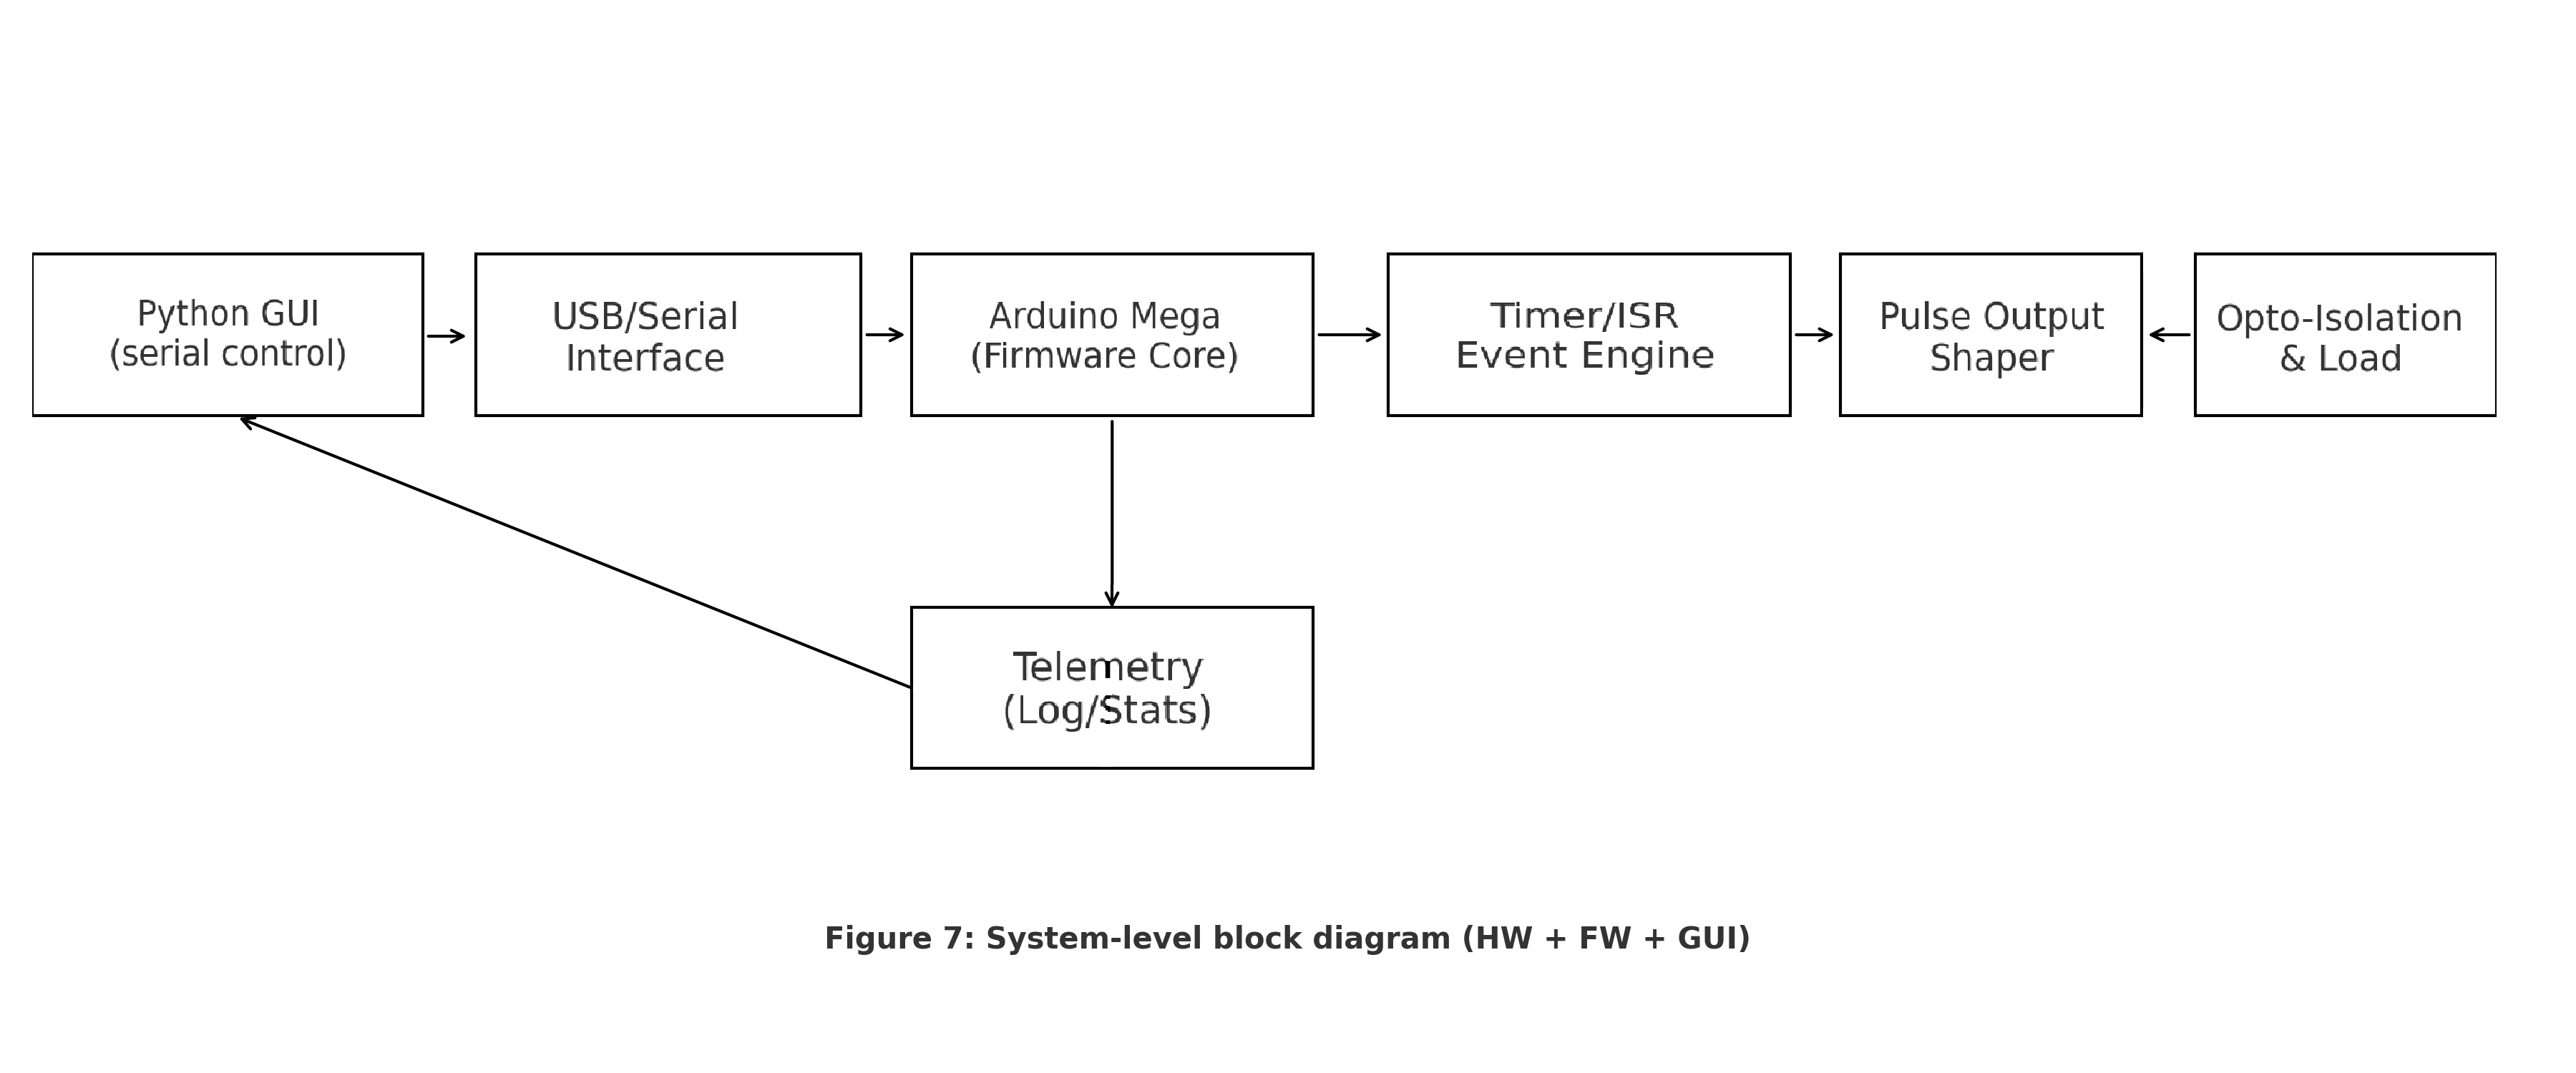 Python GUI
(serial control)
USB/Serial
Interface
Arduino Mega
(Firmware Core)
Timer/ISR
Event Engine
Pulse Output
Shaper
Opto-Isolation
& Load
Telemetry
(Log/Stats)
Figure 7: System-level block diagram (HW + FW + GUI)